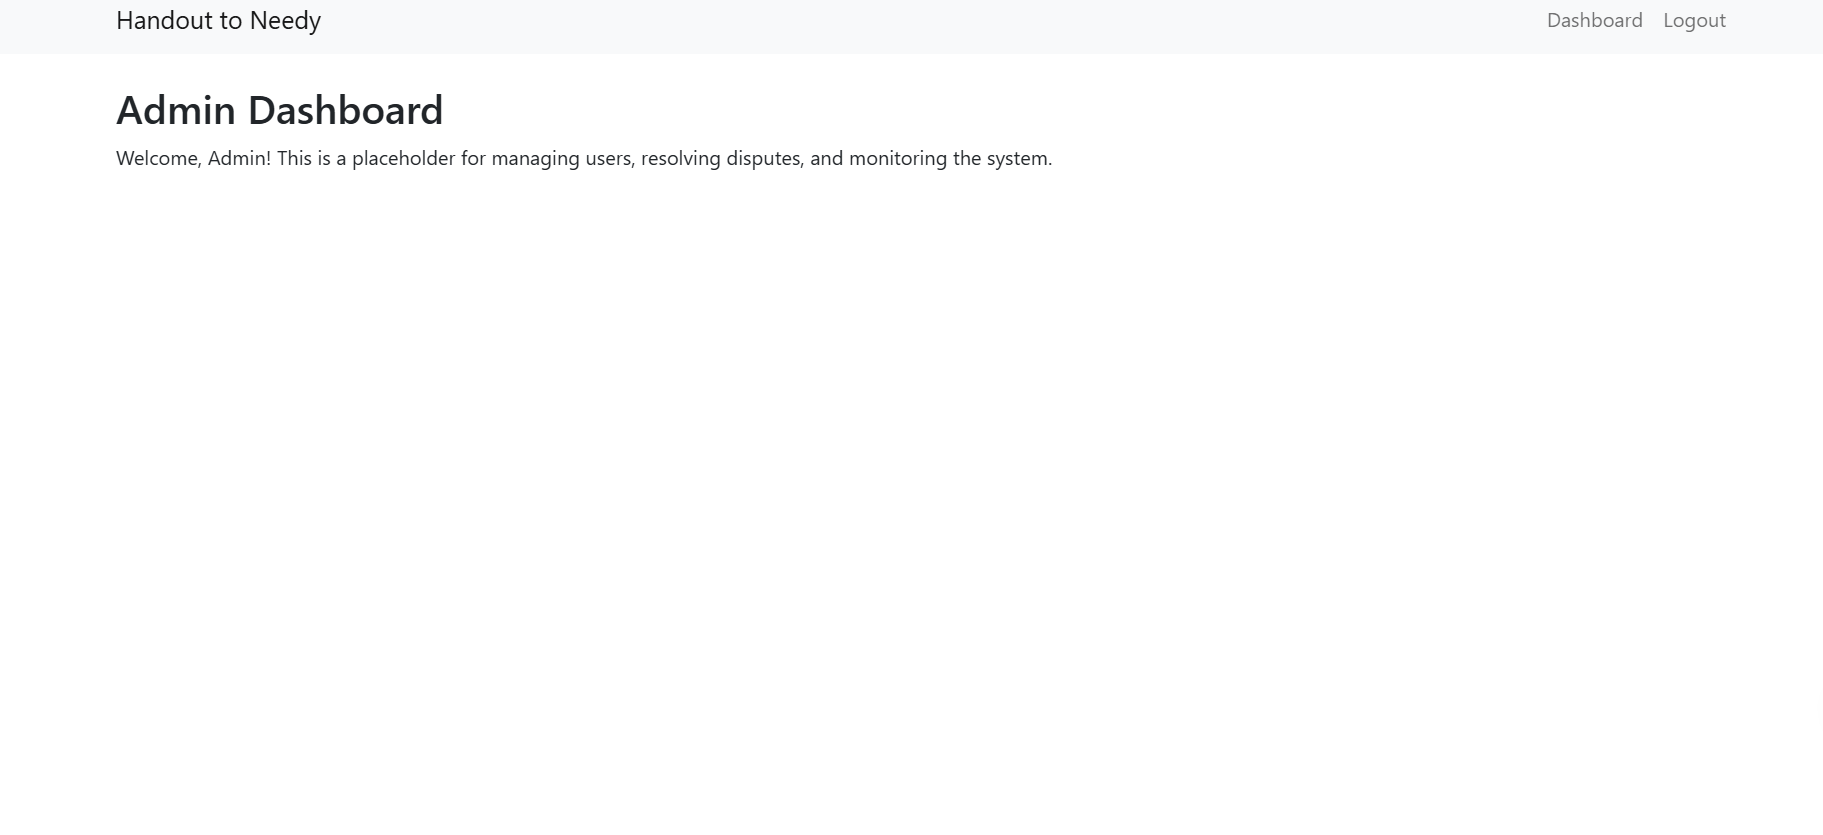 Handout to Needy
Dashboard
Logout
Admin Dashboard
Welcome, Admin! This is a placeholder for managing users, resolving disputes, and monitoring the system.